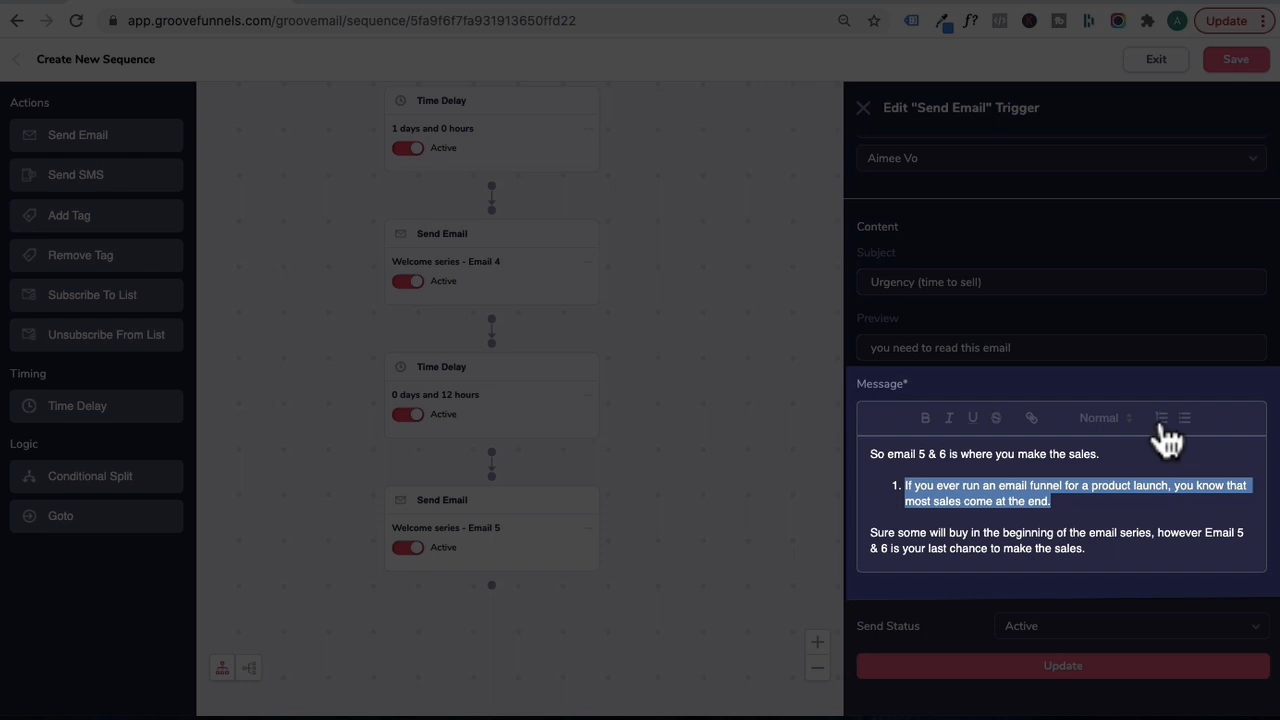 app.groovefunnels.com/groovemail/sequence/5fa9f6f7fa931913650ffd22
f?
A
Update
Create New Sequence
Exit
Save
Actions
Send Email
Send SMS
Add Tag
Remove Tag
Subscribe To List
Unsubscribe From List
Timing
Time Delay
Logic
Conditional Split
Goto
Time Delay
1 days and 0 hours
Active
Send Email
Welcome series - Email 4
Active
Time Delay
0 days and 12 hours
Active
Send Email
Welcome series - Email 5
Active
Edit "Send Email" Trigger
Aimee Vo
Content
Subject
Urgency (time to sell)
Preview
you need to read this email
Message*
B I U S Normal
So email 5 & 6 is where you make the sales.
1. If you ever run an email funnel for a product launch, you know that
most sales come at the end.
Sure some will buy in the beginning of the email series, however Email 5
& 6 is your last chance to make the sales.
Send Status
Active
Update